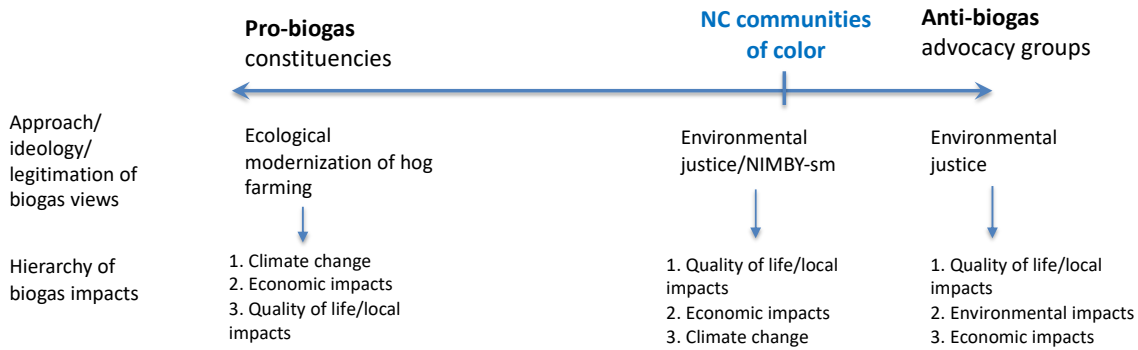 Pro-biogas
constituencies
NC communities
of color
Anti-biogas
advocacy groups
Approach/
ideology/
legitimation of
biogas views
Ecological
modernization of hog
farming
Environmental
justice/NIMBY-sm
Environmental
justice
Hierarchy of
biogas impacts
1. Climate change
2. Economic impacts
3. Quality of life/local
impacts
1. Quality of life/local
impacts
2. Economic impacts
3. Climate change
1. Quality of life/local
impacts
2. Environmental impacts
3. Economic impacts